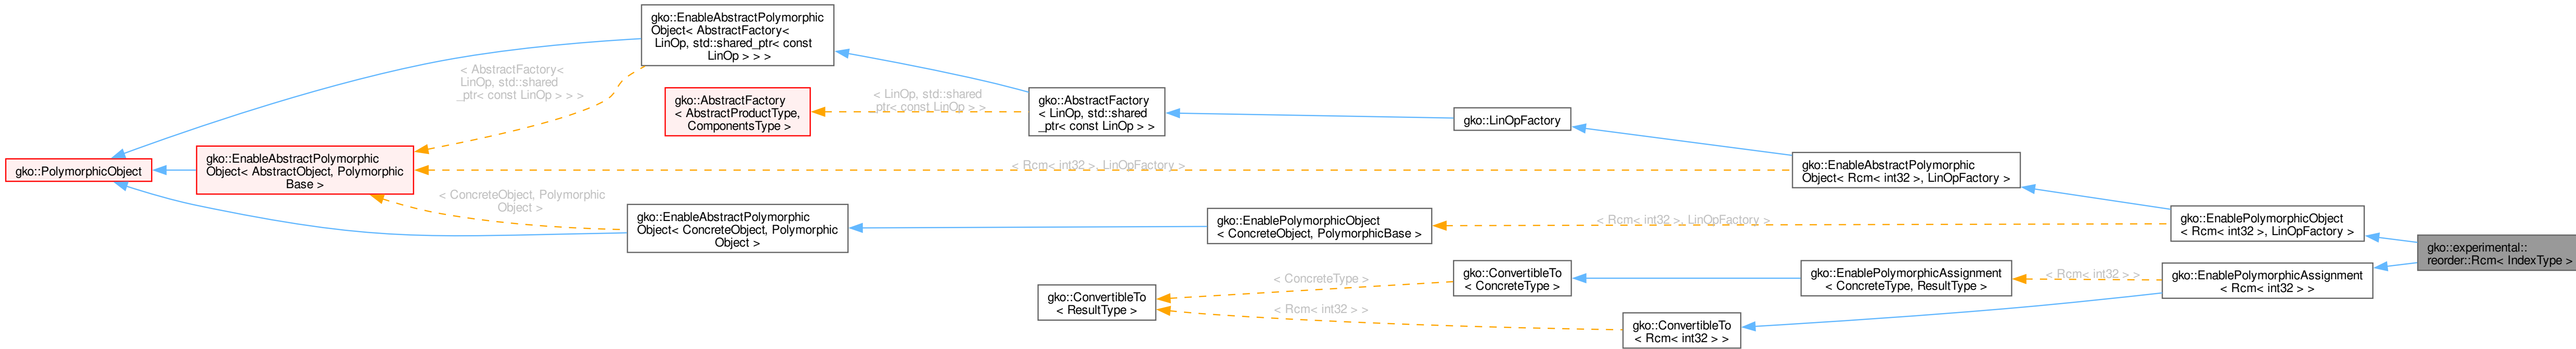 gko::EnableAbstractPolymorphic
Object< AbstractFactory<
LinOp, std::shared_ptr< const
LinOp > > >
< AbstractFactory<
LinOp, std::shared
_ptr< const LinOp > > >
gko::AbstractFactory
< AbstractProductType,
ComponentsType >
< LinOp, std::shared
_ptr< const LinOp > >
gko::AbstractFactory
< LinOp, std::shared
_ptr< const LinOp > >
gko::LinOpFactory
gko::PolymorphicObject
gko::EnableAbstractPolymorphic
Object< AbstractObject, Polymorphic
Base >
< Rcm< int32 >, LinOpFactory >
gko::EnableAbstractPolymorphic
Object< Rcm< int32 >, LinOpFactory >
< ConcreteObject, Polymorphic
Object >
gko::EnableAbstractPolymorphic
Object< ConcreteObject, Polymorphic
Object >
gko::EnablePolymorphicObject
< ConcreteObject, PolymorphicBase >
< Rcm< int32 >, LinOpFactory >
gko::EnablePolymorphicObject
< Rcm< int32 >, LinOpFactory >
gko::experimental::
reorder::Rcm< IndexType >
gko::ConvertibleTo
< ResultType >
< ConcreteType >
< Rcm< int32 > >
gko::ConvertibleTo
< ConcreteType >
gko::EnablePolymorphicAssignment
< ConcreteType, ResultType >
< Rcm< int32 > >
gko::EnablePolymorphicAssignment
< Rcm< int32 > >
gko::ConvertibleTo
< Rcm< int32 > >